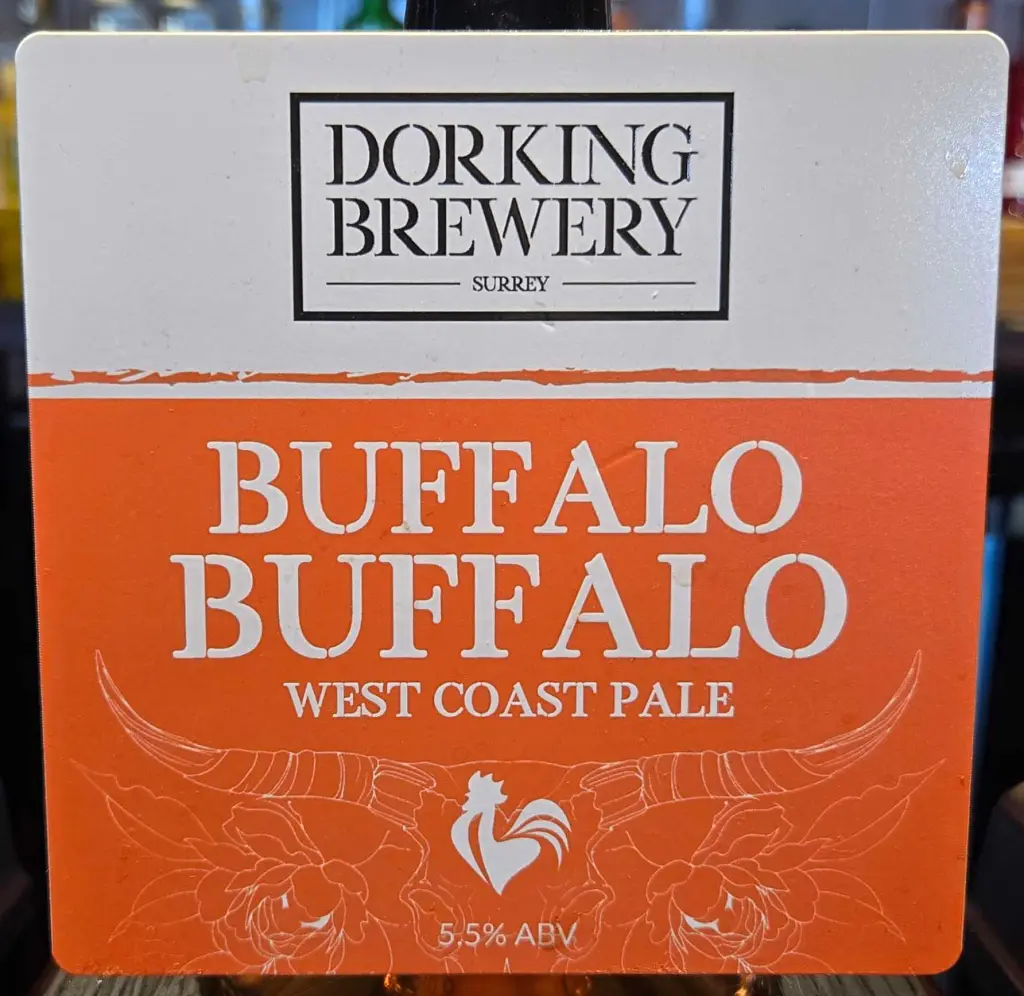 DORKING
BREWERY
SURREY
BUFFALO
BUFFALO
WEST COAST PALE
5.5% ABV